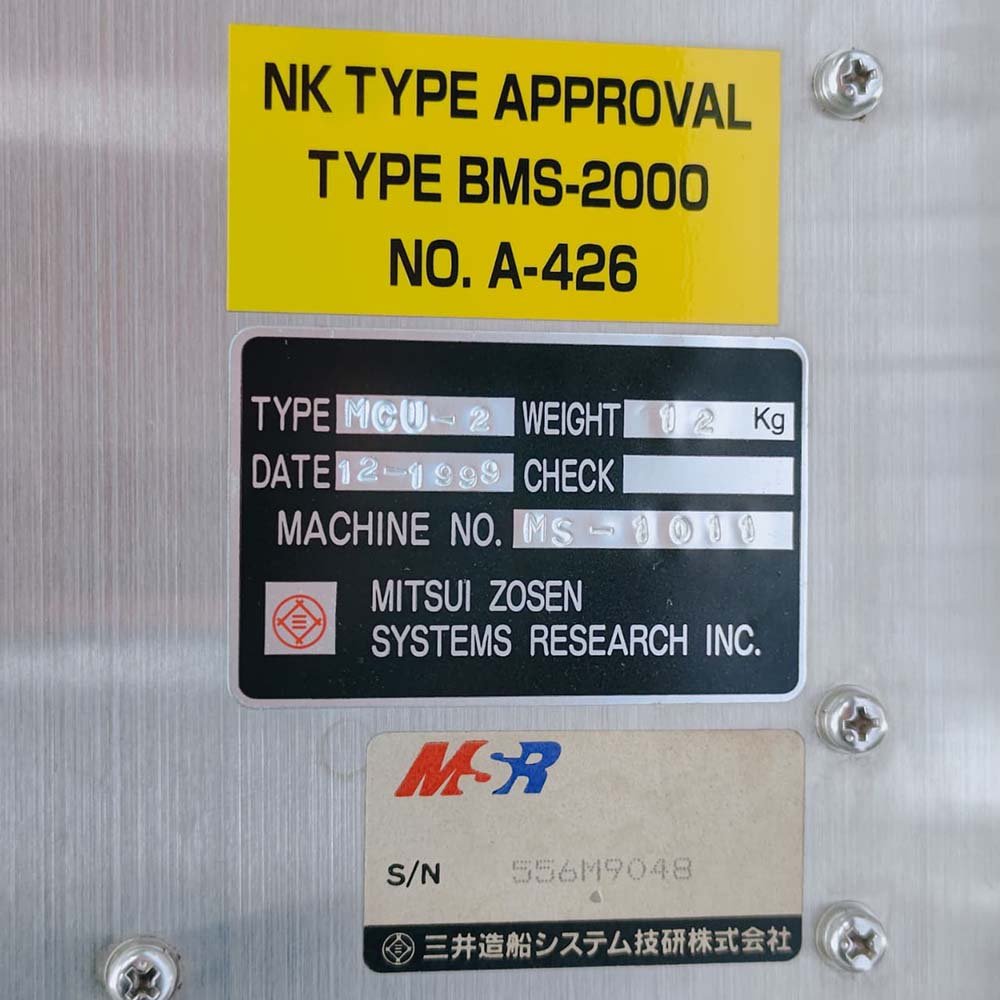 NK TYPE APPROVAL
TYPE BMS-2000
NO. A-426
TYPE MCU-2 WEIGHT 12 Kg
DATE 12-1999 CHECK
MACHINE NO. MS-1011
MITSUI ZOSEN
SYSTEMS RESEARCH INC.
MSR
S/N 556M9048
三井造船システム技研株式会社